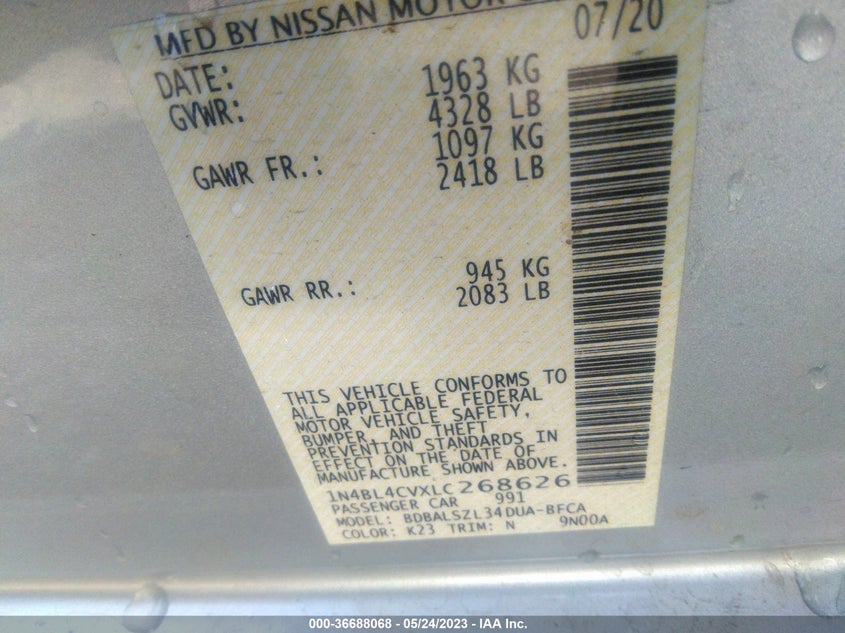 MFD BY NISSAN MOTOR
DATE: 07/20
GVWR: 1963 KG
4328 LB
GAWR FR.: 1097 KG
2418 LB
GAWR RR.: 945 KG
2083 LB
THIS VEHICLE CONFORMS TO
ALL APPLICABLE FEDERAL
MOTOR VEHICLE SAFETY,
BUMPER, AND THEFT
PREVENTION STANDARDS IN
EFFECT ON THE DATE OF
MANUFACTURE SHOWN ABOVE.
1N4BL4CVXLC268626
PASSENGER CAR 991
MODEL: BDBALSZL34DUA-BFCA
COLOR: K23 TRIM: N 9N00A
000-36688068 - 05/24/2023 - IAA Inc.